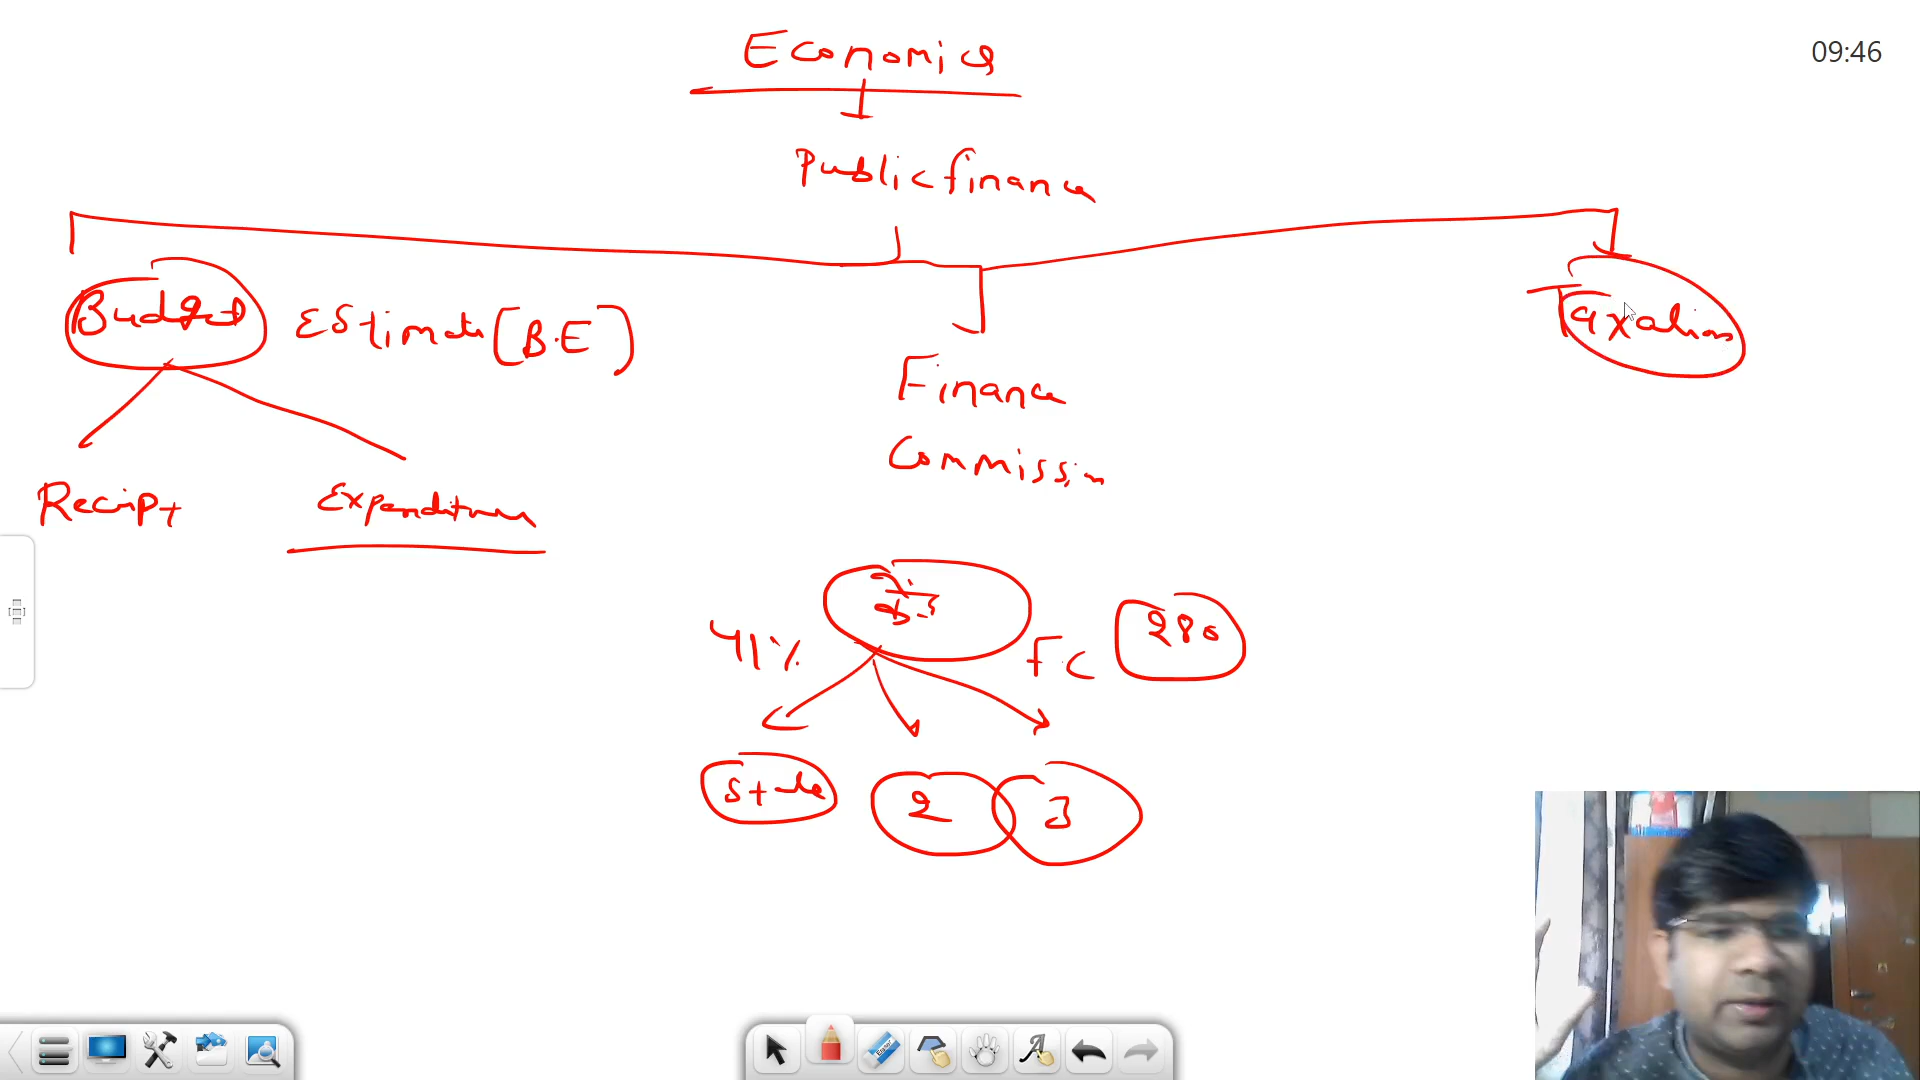 09:46
Economics
Public finance
Budget
Estimate [B.E]
Taxation
Finance
Commission
Recipt
Expenditure
41%
FC
280
State
2
3